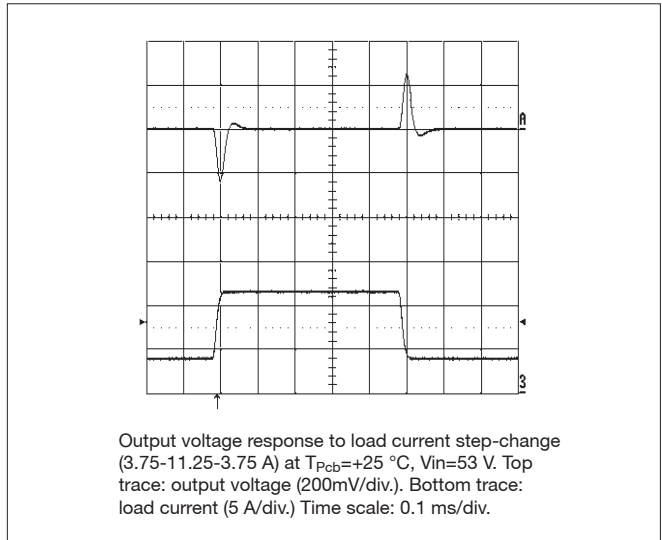 A
3
Output voltage response to load current step-change
(3.75-11.25-3.75 A) at TPcb=+25 °C, Vin=53 V. Top
trace: output voltage (200mV/div.). Bottom trace:
load current (5 A/div.) Time scale: 0.1 ms/div.